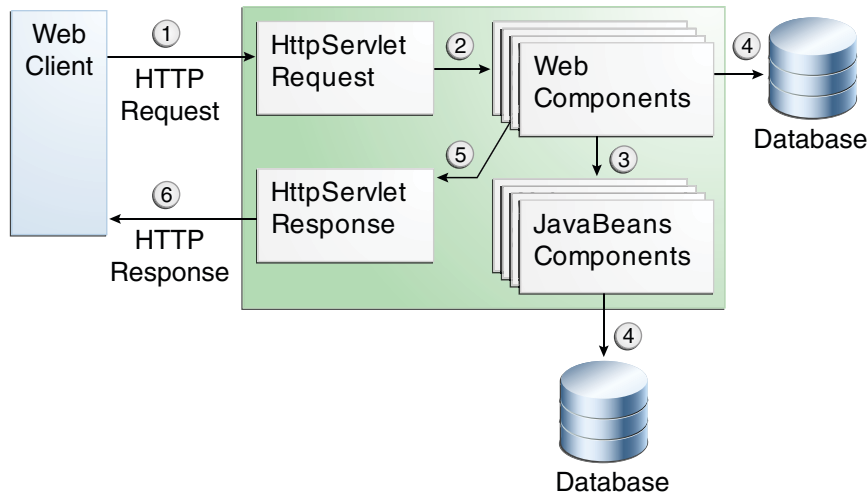 Web
Client
1
HTTP
Request
HttpServlet
Request
2
Web
Components
4
Database
3
5
HttpServlet
Response
6
HTTP
Response
JavaBeans
Components
4
Database